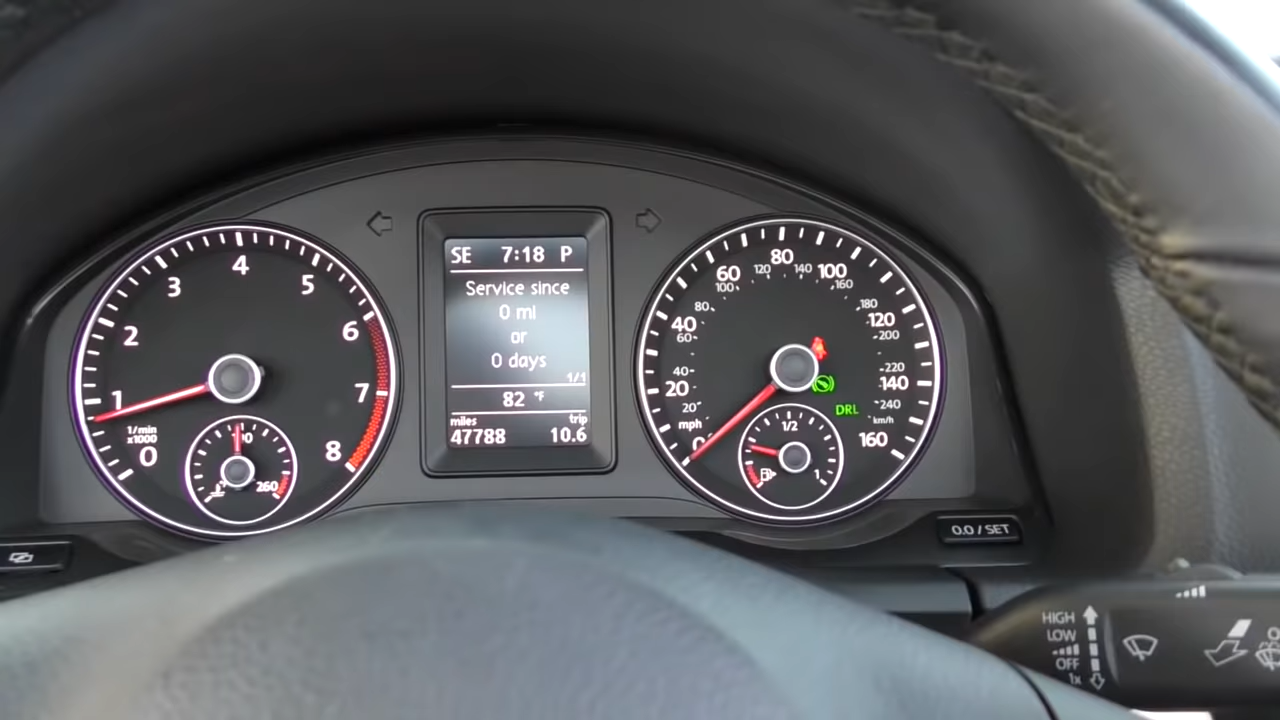 SE 7:18 P
Service since
0 mi
or
0 days
1/1
82 °F
miles trip
47788 10.6
0
1
2
3
4
5
6
7
8
1/min
x1000
260
0
20
40
60
80
100
120
140
160
mph
20
40
60
80
100
120
140
160
180
200
220
240
km/h
DRL
1/2
1
0.0 / SET
HIGH
LOW
OFF
1x